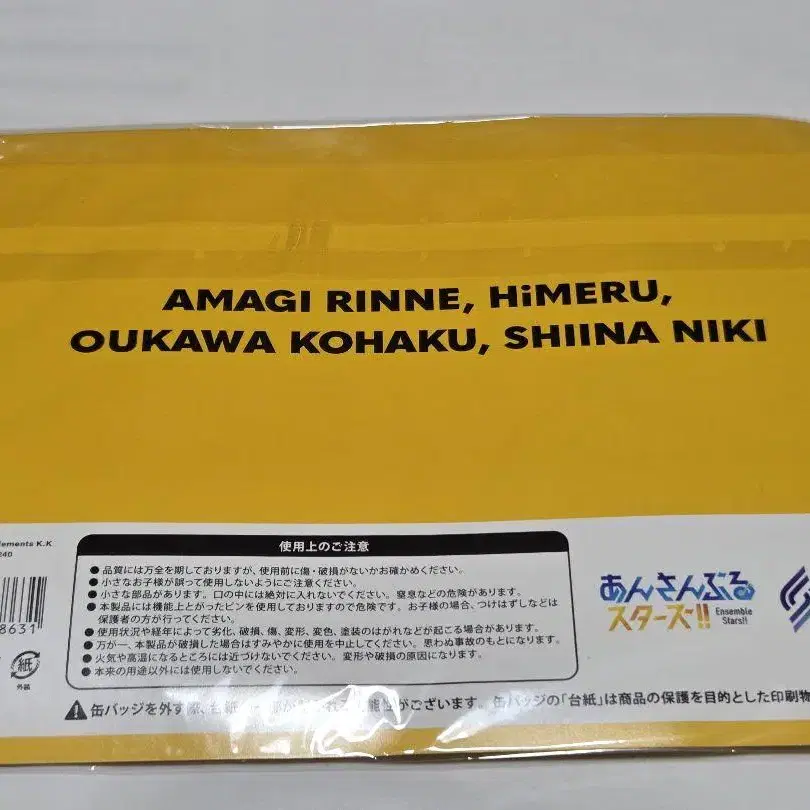 AMAGI RINNE, HiMERU,
OUKAWA KOHAKU, SHIINA NIKI
lements K.K
240
8631
紙
外装
使用上のご注意
● 品質には万全を期しておりますが、使用前に傷・破損がないかお確かめください。
● 小さなお子様が誤って使用しないようにご注意ください。
● 小さな部品があります。口の中には絶対に入れないでください。窒息などの危険があります。
● 本製品には機能上とがったピンを使用しておりますので危険です。お子様の場合、つけはずしなどは
保護者の方が行ってください。
● 使用状況や経年によって劣化、破損、傷、変形、変色、塗装のはがれなどが起こる場合があります。
● 万が一、本製品が破損した場合はすみやかに使用を中止してください。思わぬ事故のもとになります。
● 火気や高温になるところには近づけないでください。変形や破損の原因になります。
● 本来の用途以外には使用しないでください。
あんさんぶる
スターズ!!
Ensemble
Stars!!
缶バッジを外す際、台紙 がございます。缶バッジの「台紙」は商品の保護を目的とした印刷物